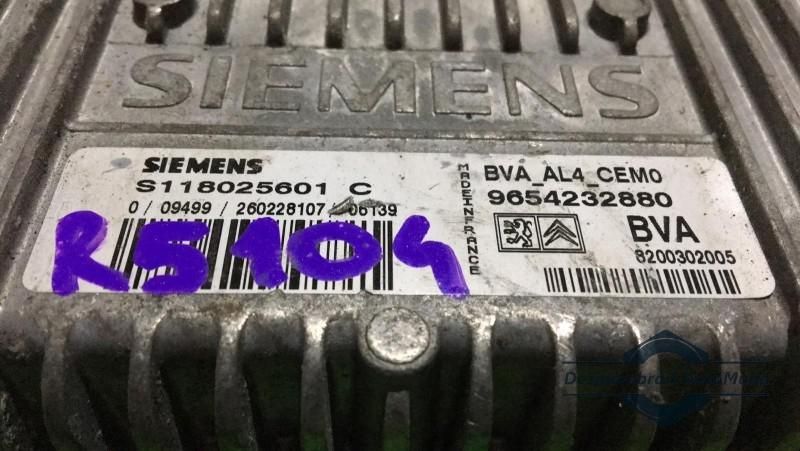 SIEMENS
SIEMENS
S118025601 C
0 / 09499 / 260228107 / 06139
R5104
MADEINFRANCE
BVA_AL4_CEM0
9654232880
BVA
8200302005